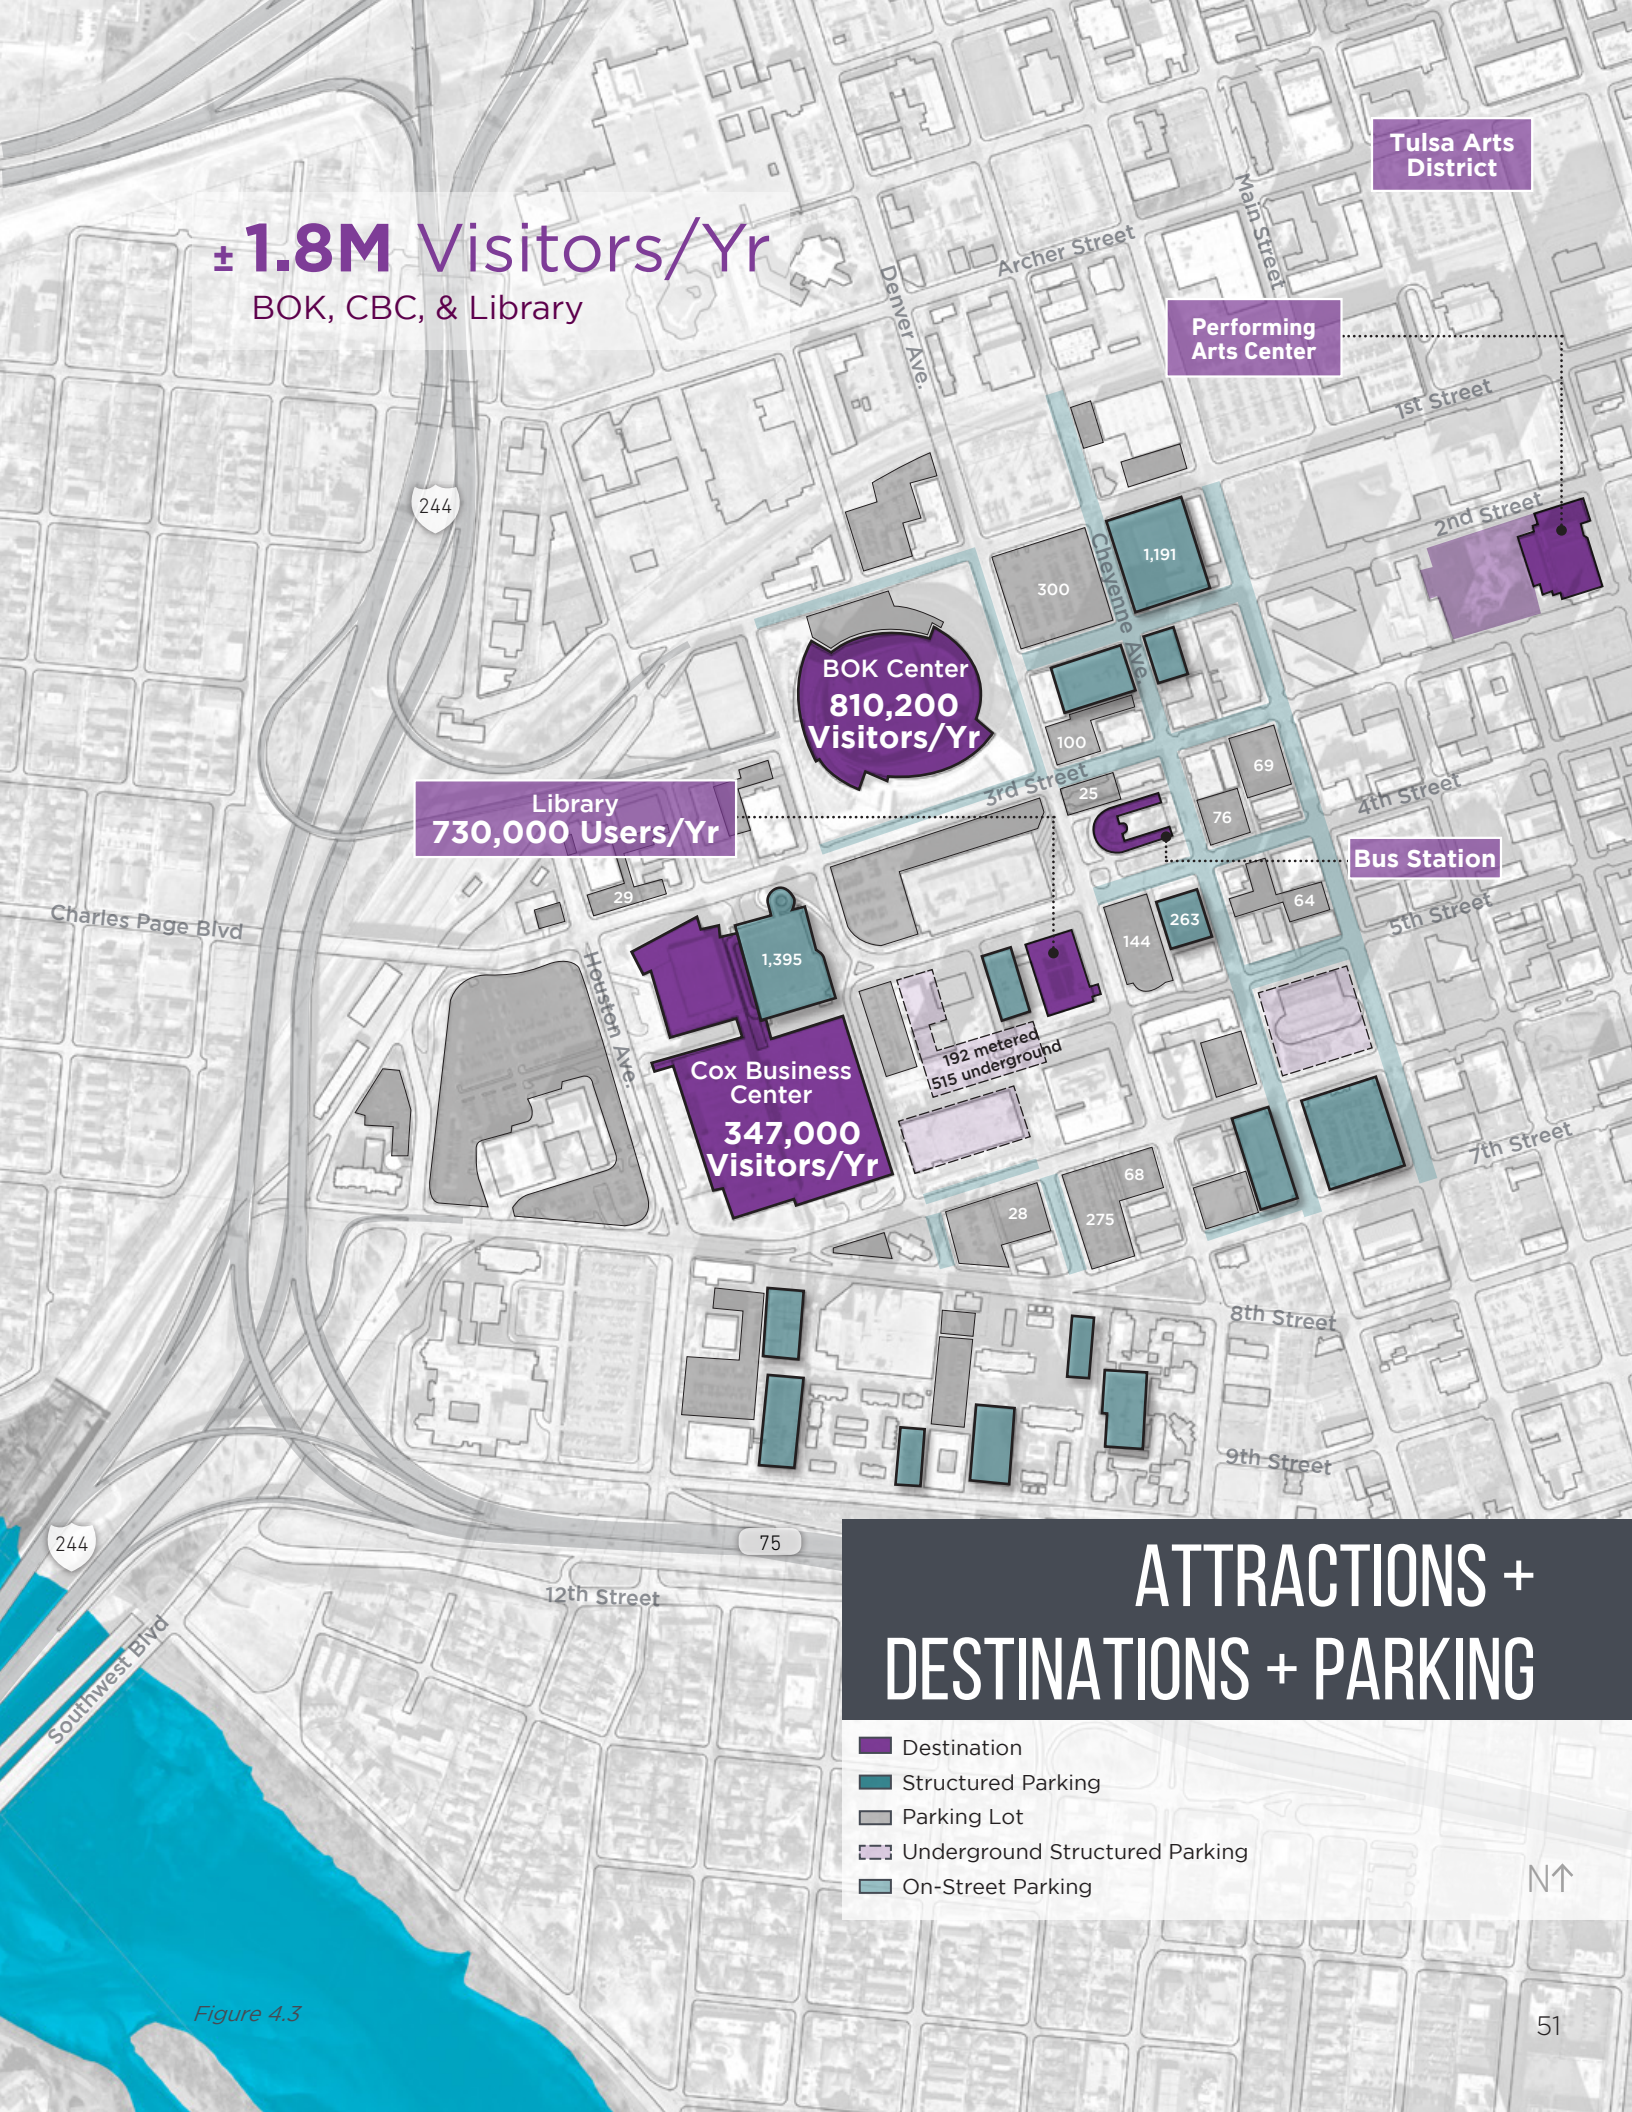 Tulsa Arts
District
±1.8M Visitors/Yr
BOK, CBC, & Library
Main Street
Archer Street
Denver Ave.
Performing
Arts Center
1st Street
244
2nd Street
1,191
Cheyenne Ave.
300
BOK Center
810,200
Visitors/Yr
100
69
3rd Street
25
4th Street
76
Library
730,000 Users/Yr
Bus Station
29
64
5th Street
Charles Page Blvd
263
144
1,395
Houston Ave.
192 metered
515 underground
Cox Business
Center
347,000
Visitors/Yr
7th Street
68
28
275
8th Street
9th Street
244
75
12th Street
Southwest Blvd
ATTRACTIONS +
DESTINATIONS + PARKING
Destination
Structured Parking
Parking Lot
Underground Structured Parking
On-Street Parking
N↑
Figure 4.3
51